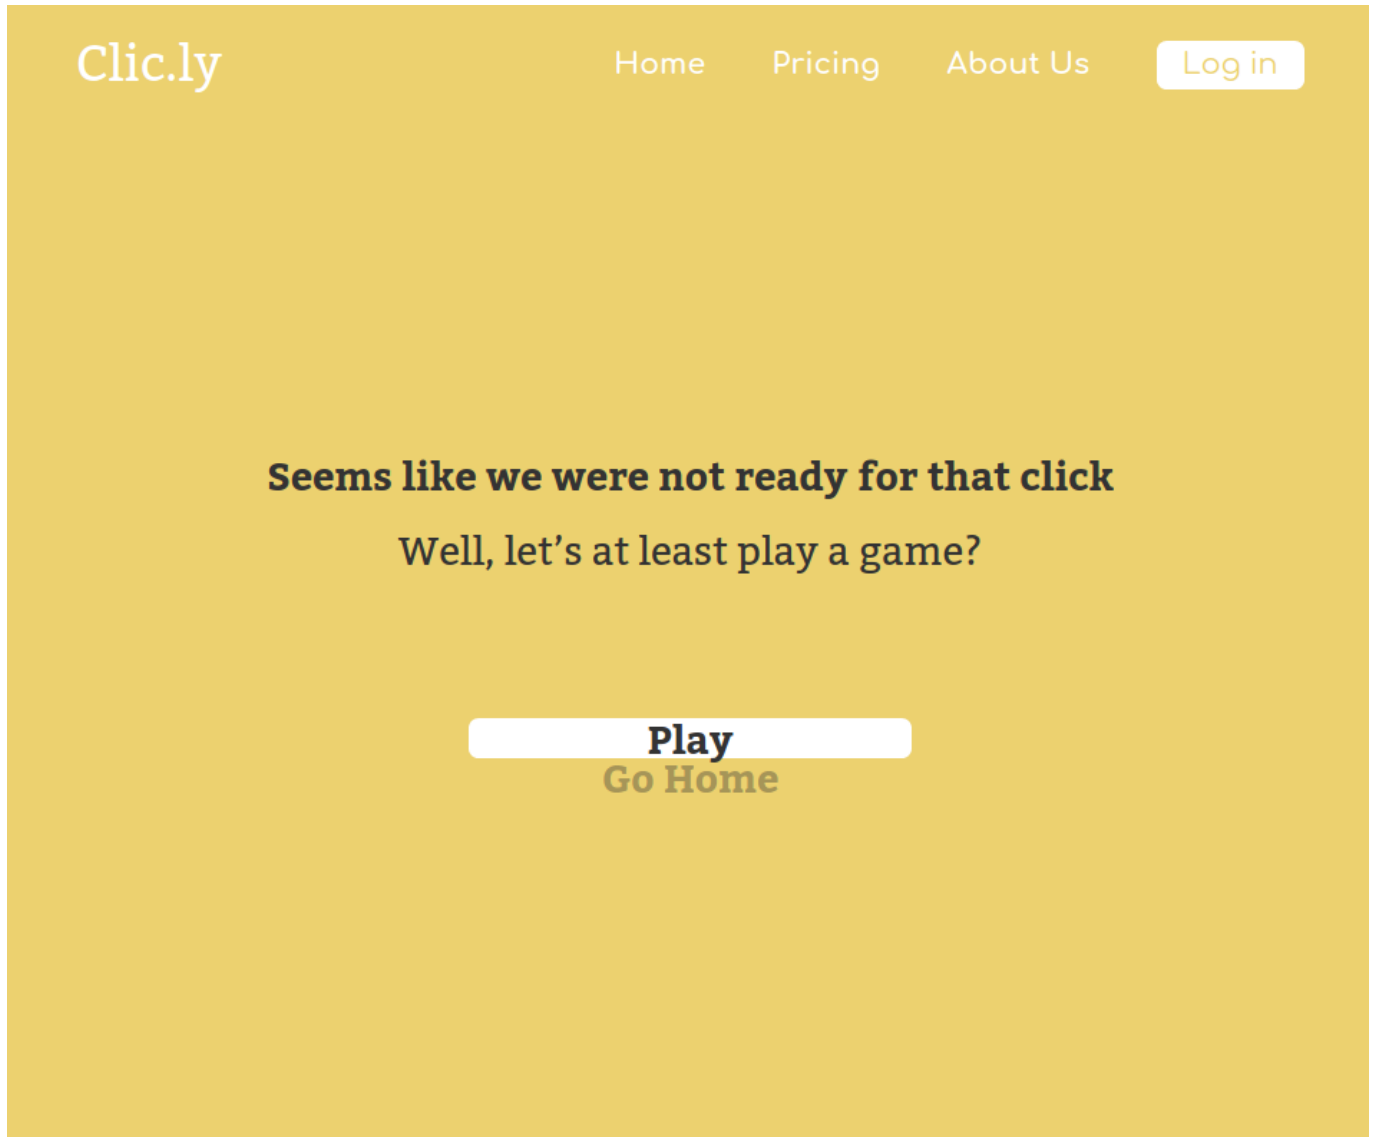 Clic.ly Home Pricing About Us Log in
Seems like we were not ready for that click
Well, let’s at least play a game?
Play
Go Home